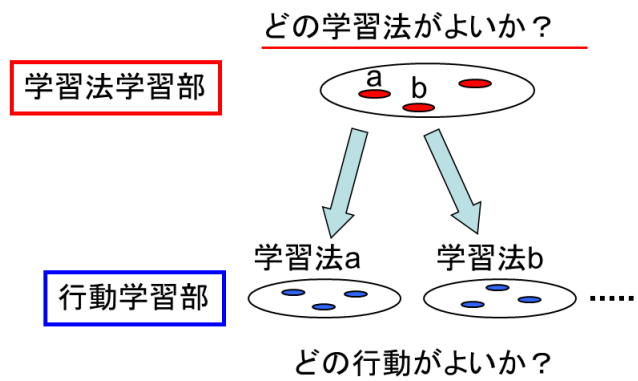 どの学習法がよいか？
学習法学習部
a
b
学習法a
学習法b
行動学習部
.....
どの行動がよいか？